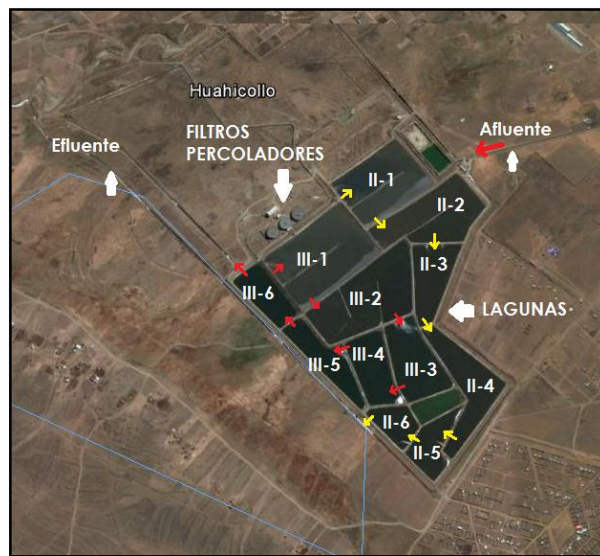 Huahicollo
Efluente
FILTROS
PERCOLADORES
Afluente
II-1
II-2
II-3
III-1
III-6
III-2
LAGUNAS
III-5
III-4
III-3
II-4
II-6
II-5